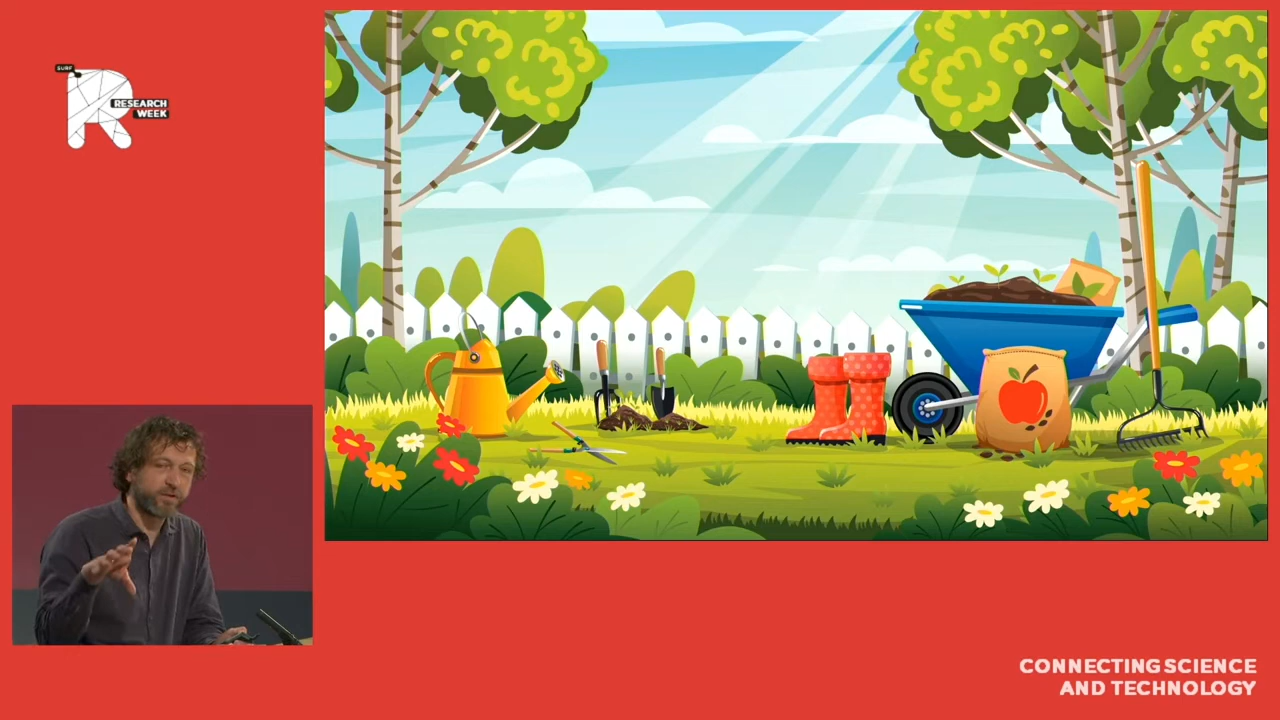 SURF
RESEARCH
WEEK
CONNECTING SCIENCE
AND TECHNOLOGY